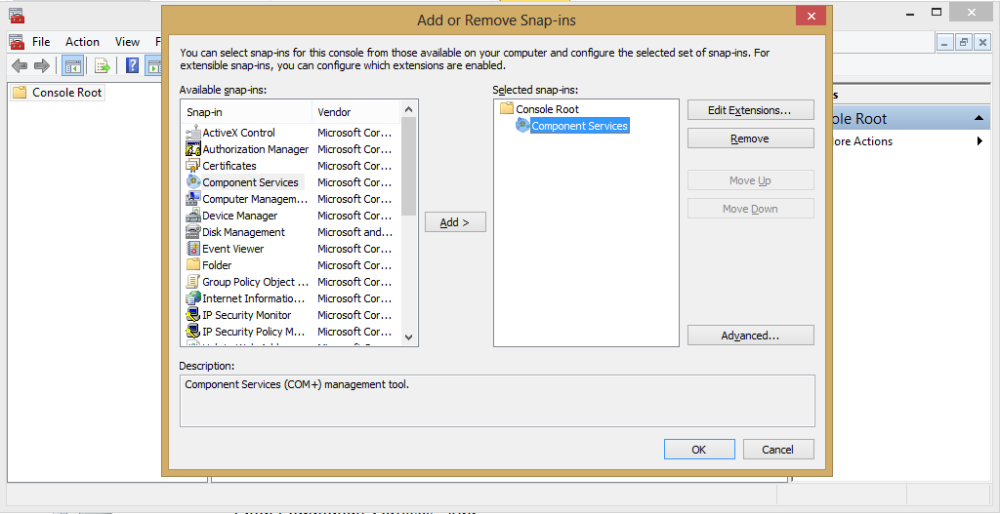 Add or Remove Snap-ins
File Action View F
You can select snap-ins for this console from those available on your computer and configure the selected set of snap-ins. For
extensible snap-ins, you can configure which extensions are enabled.
Available snap-ins:
Snap-in Vendor
ActiveX Control Microsoft Cor...
Authorization Manager Microsoft Cor...
Certificates Microsoft Cor...
Component Services Microsoft Cor...
Computer Managem... Microsoft Cor...
Device Manager Microsoft Cor...
Disk Management Microsoft and...
Event Viewer Microsoft Cor...
Folder Microsoft Cor...
Group Policy Object ... Microsoft Cor...
Internet Informatio... Microsoft Cor...
IP Security Monitor Microsoft Cor...
IP Security Policy M... Microsoft Cor...
Add >
Selected snap-ins:
Console Root
Component Services
Edit Extensions...
Remove
Move Up
Move Down
Advanced...
Description:
Component Services (COM+) management tool.
OK Cancel
Console Root
s
ole Root
ore Actions